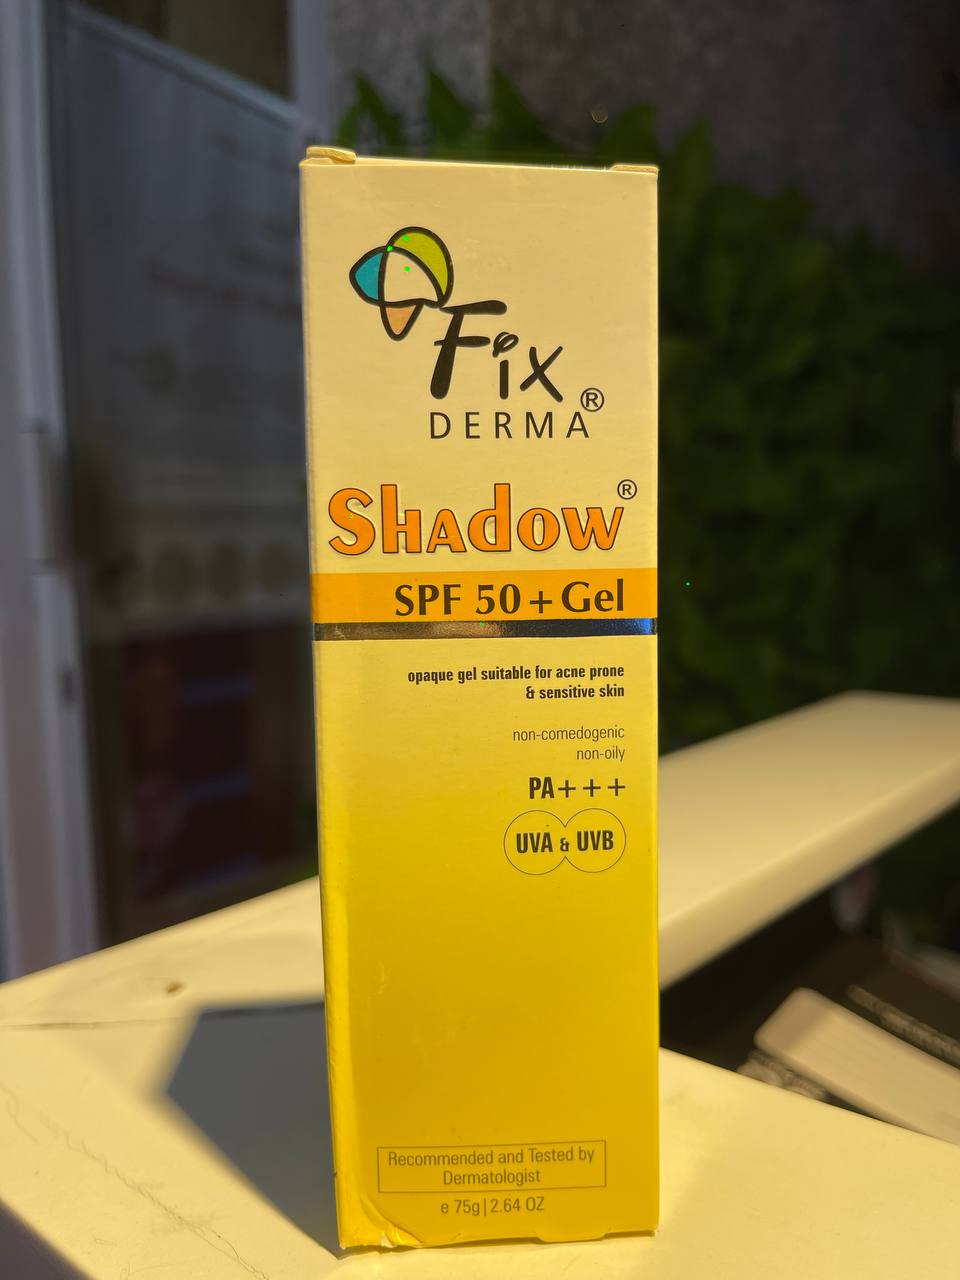 Fix
DERMA®
Shadow®
SPF 50+ Gel
opaque gel suitable for acne prone
& sensitive skin
non-comedogenic
non-oily
PA+++
UVA & UVB
Recommended and Tested by
Dermatologist
e 75g | 2.64 OZ